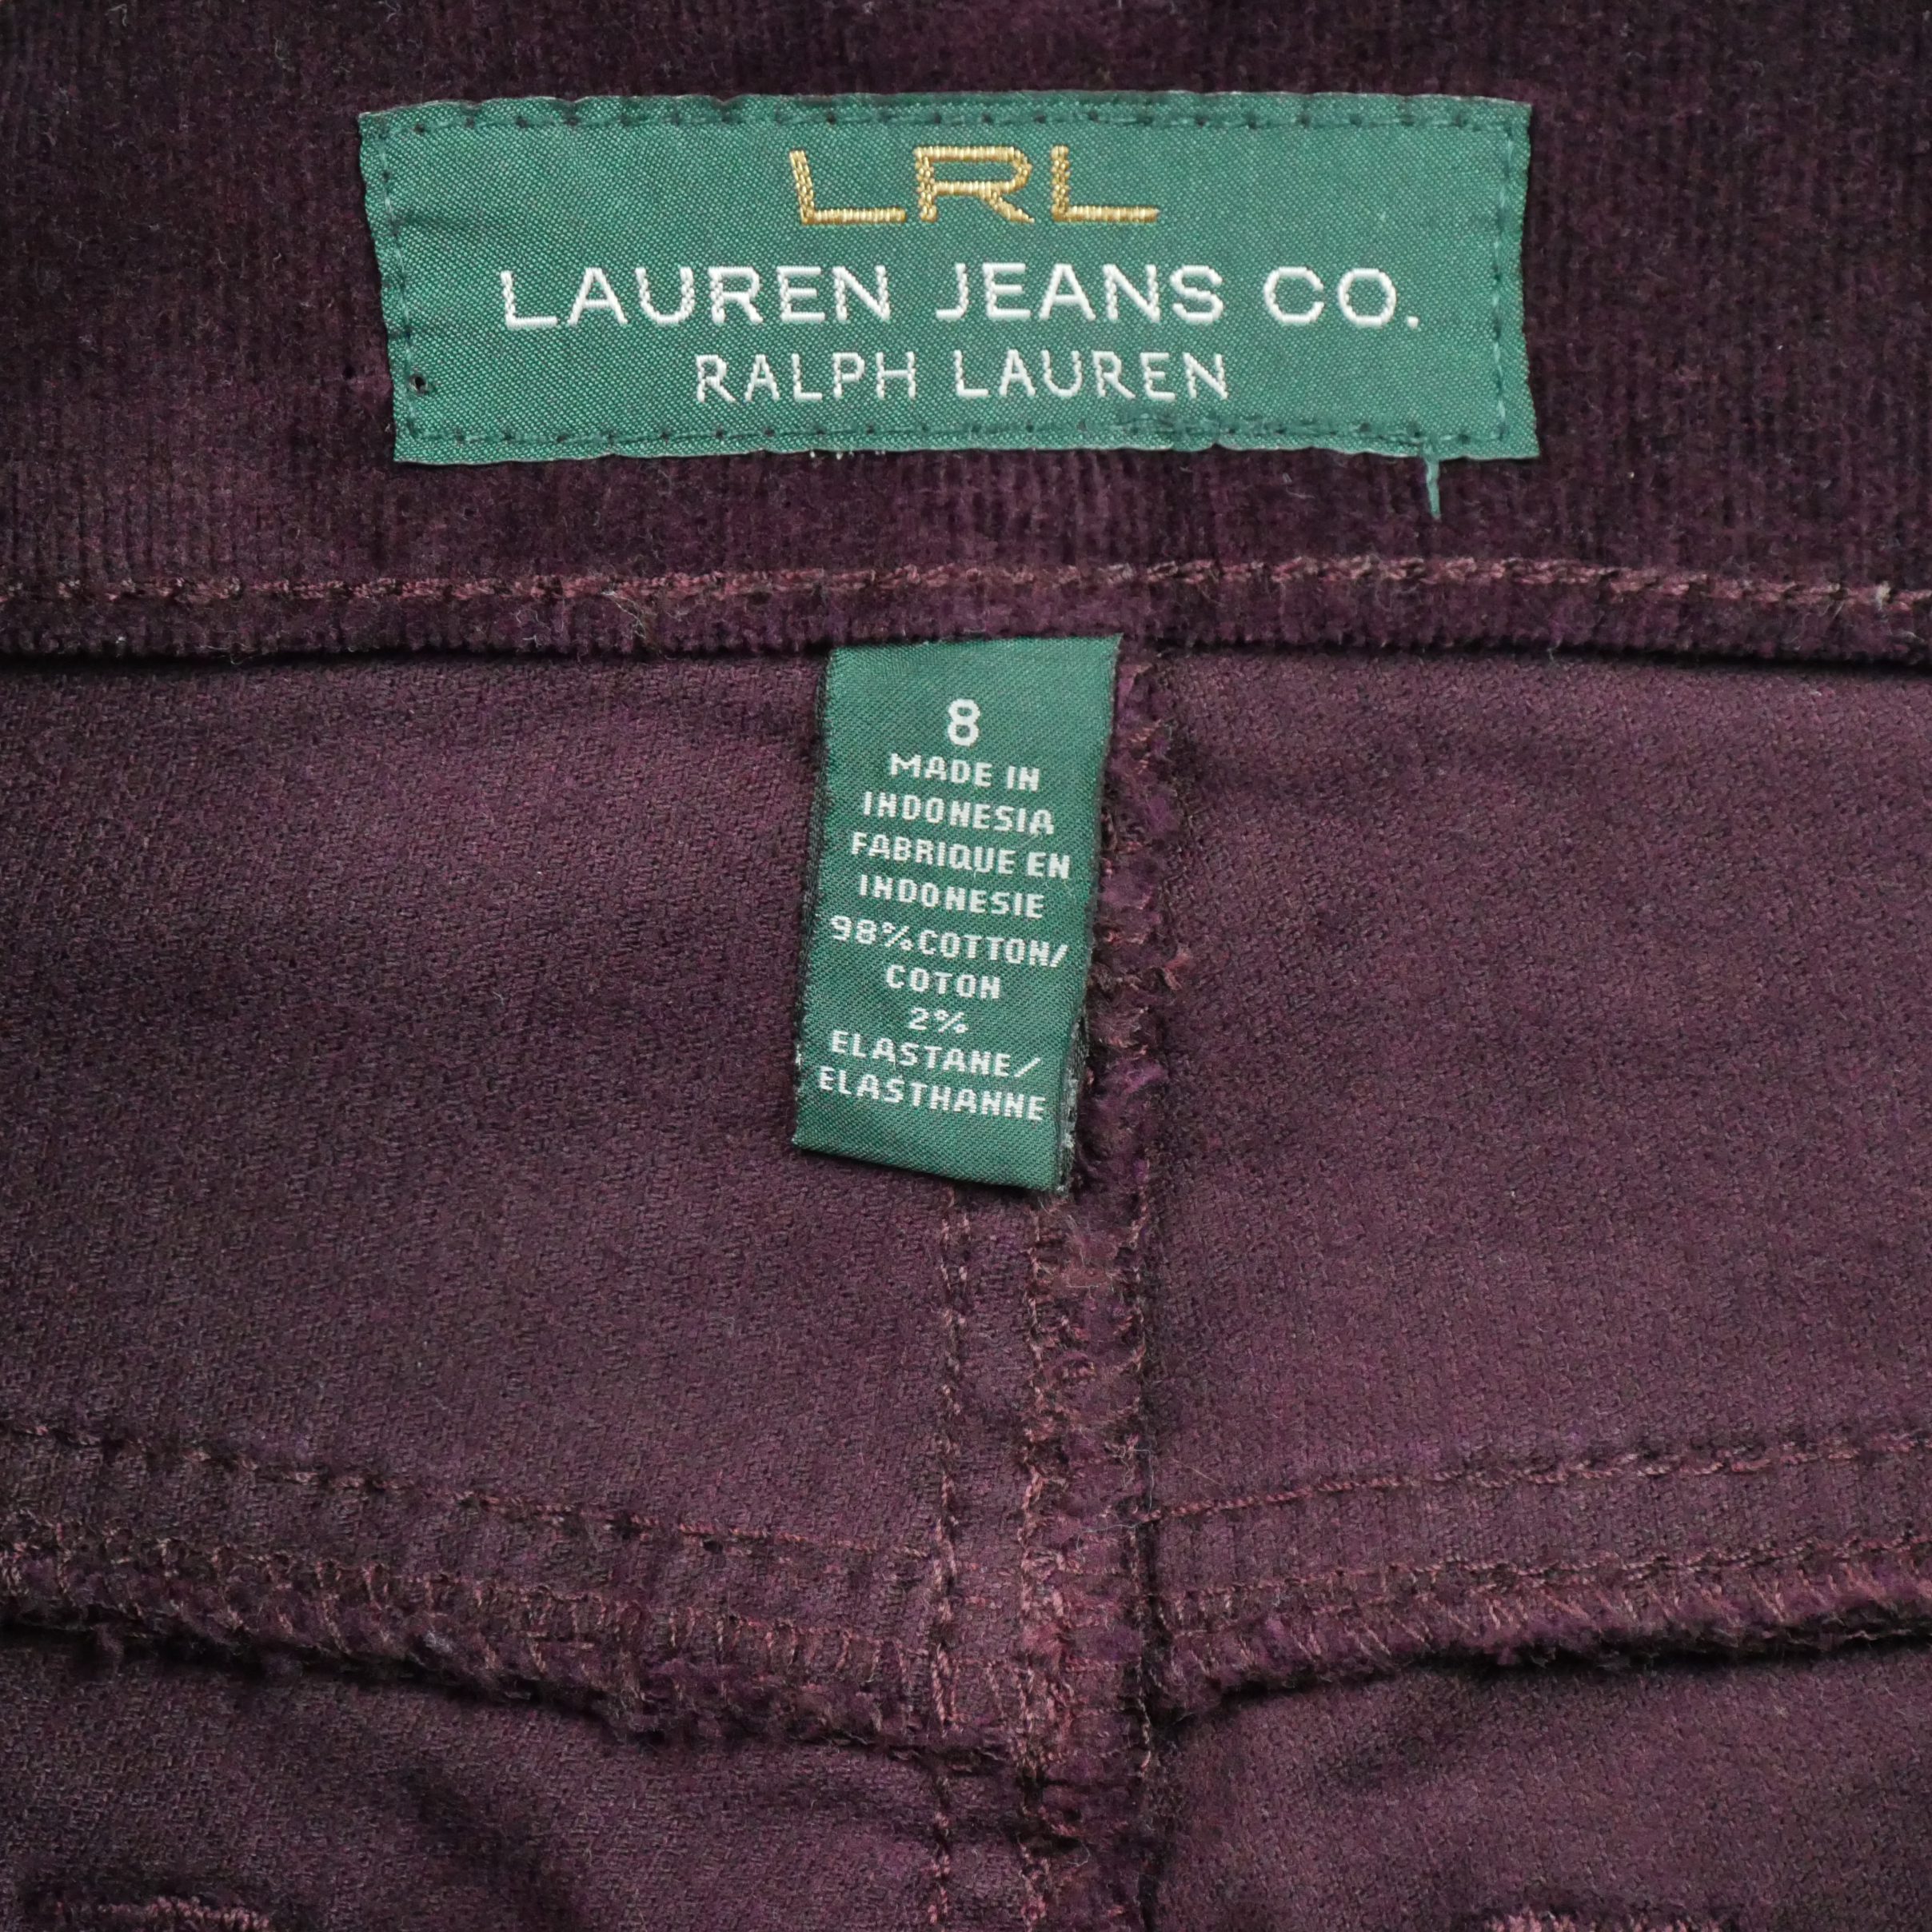 LRL
LAUREN JEANS CO.
RALPH LAUREN
8
MADE IN
INDONESIA
FABRIQUE EN
INDONESIE
98% COTTON/
COTON
2%
ELASTANE/
ELASTHANNE